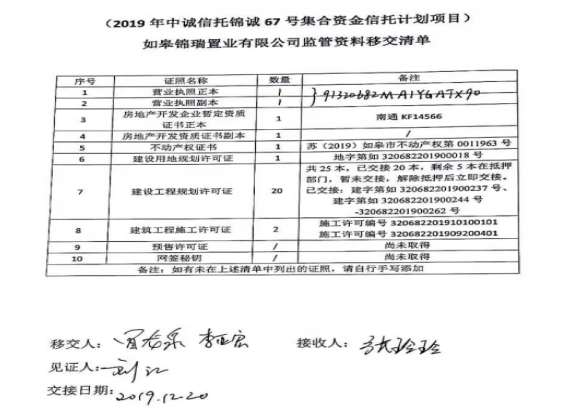 (2019 年中诚信托锦诚 67 号集合资金信托计划项目)
如皋锦瑞置业有限公司监管资料移交清单
序号 证照名称 数量 备注
1 营业执照正本 1 91320682MA1YGA7X90
2 营业执照副本 1
3 房地产开发企业暂定资质证书正本 1 南通 KF14566
4 房地产开发资质证书副本 1 /
5 不动产权证书 1 苏(2019)如皋市不动产权第 0011963 号
6 建设用地规划许可证 1 地字第如 320682201900018 号
7 建设工程规划许可证 20 共 25 本,已交接 20 本,剩余 5 本在抵押
部门,暂未交接,解除抵押后立即交接。
已交接:建字第如 320682201900237 号、
建字第如 320682201900244 号
-320682201900262 号
8 建筑工程施工许可证 2 施工许可编号 320682201910100101
施工许可编号 320682201909200401
9 预售许可证 / 尚未取得
10 网签秘钥 / 尚未取得
备注:如有未在上述清单中列出的证照,请自行手写添加
移交人: 接收人:
见证人:刘江
交接日期:2019.12.20